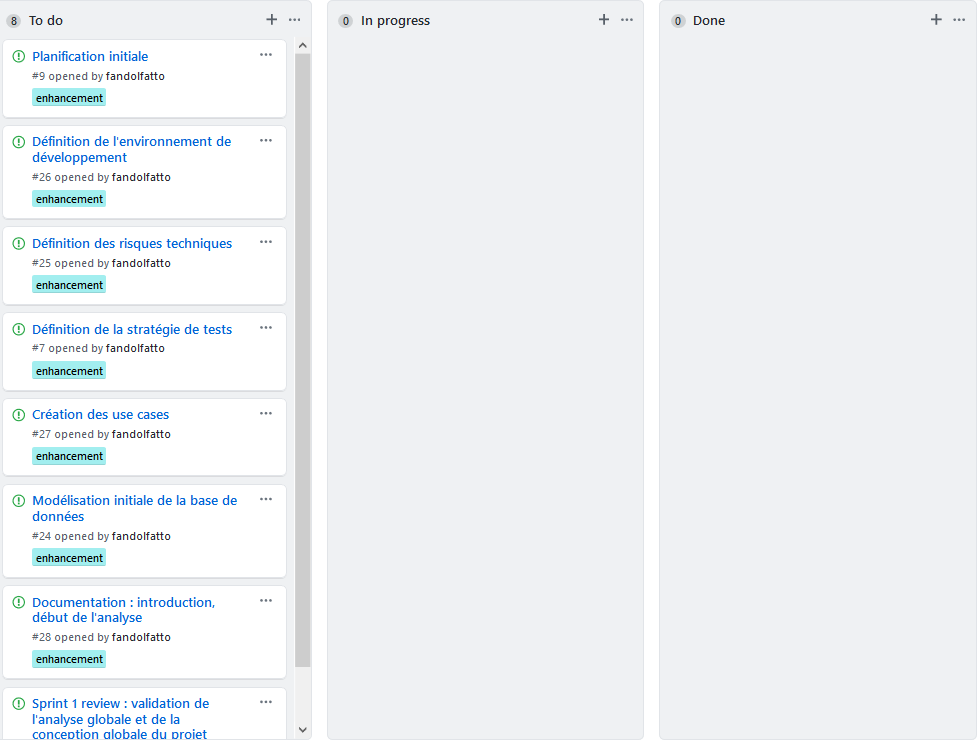 8 To do
Planification initiale
#9 opened by fandolfatto
enhancement
Définition de l'environnement de
développement
#26 opened by fandolfatto
enhancement
Définition des risques techniques
#25 opened by fandolfatto
enhancement
Définition de la stratégie de tests
#7 opened by fandolfatto
enhancement
Création des use cases
#27 opened by fandolfatto
enhancement
Modélisation initiale de la base de
données
#24 opened by fandolfatto
enhancement
Documentation : introduction,
début de l'analyse
#28 opened by fandolfatto
enhancement
Sprint 1 review : validation de
l'analyse globale et de la
conception globale du projet
0 In progress
0 Done